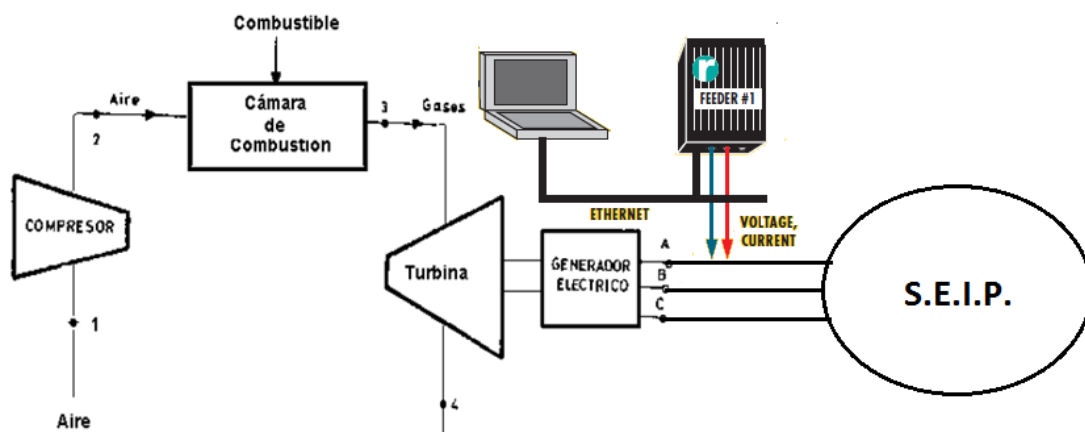 Combustible
Aire
2
Cámara
de
Combustion
3
Gases
r
FEEDER #1
COMPRESOR
ETHERNET
VOLTAGE,
CURRENT
Turbina
GENERADOR
ELECTRICO
A
B
C
S.E.I.P.
1
4
Aire